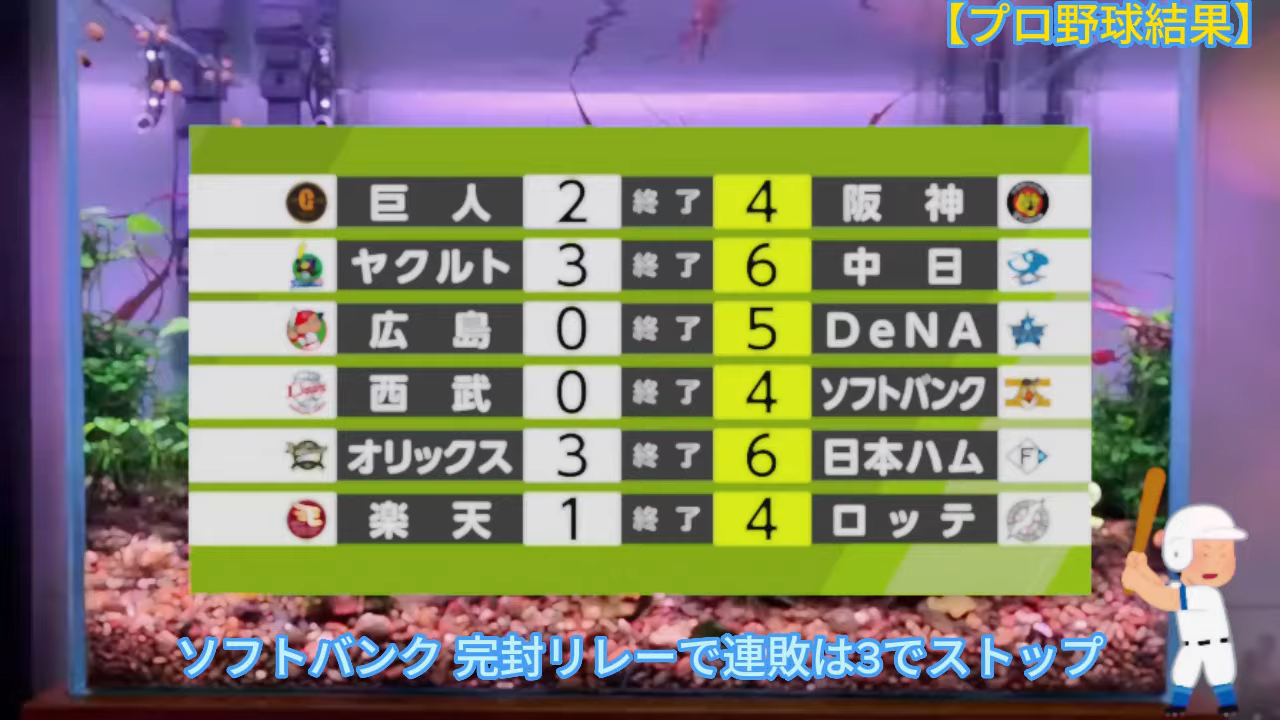 【プロ野球結果】
巨人 2 終了 4 阪神
ヤクルト 3 終了 6 中日
広島 0 終了 5 DeNA
西武 0 終了 4 ソフトバンク
オリックス 3 終了 6 日本ハム
楽天 1 終了 4 ロッテ
ソフトバンク 完封リレーで連敗は3でストップ